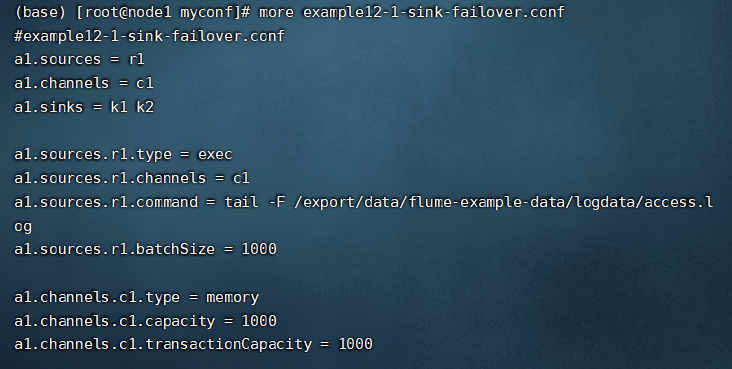 (base) [root@node1 myconf]# more example12-1-sink-failover.conf
#example12-1-sink-failover.conf
a1.sources = r1
a1.channels = c1
a1.sinks = k1 k2
a1.sources.r1.type = exec
a1.sources.r1.channels = c1
a1.sources.r1.command = tail -F /export/data/flume-example-data/logdata/access.l
og
a1.sources.r1.batchSize = 1000
a1.channels.c1.type = memory
a1.channels.c1.capacity = 1000
a1.channels.c1.transactionCapacity = 1000